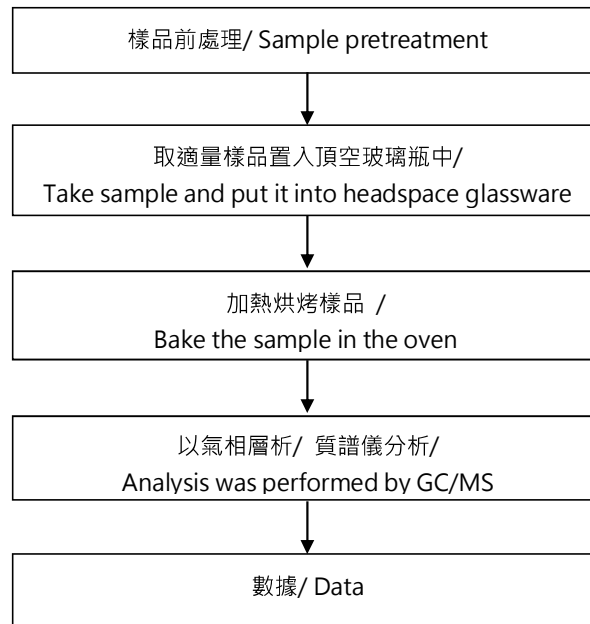 樣品前處理/ Sample pretreatment
取適量樣品置入頂空玻璃瓶中/
Take sample and put it into headspace glassware
加熱烘烤樣品 /
Bake the sample in the oven
以氣相層析/ 質譜儀分析/
Analysis was performed by GC/MS
數據/ Data